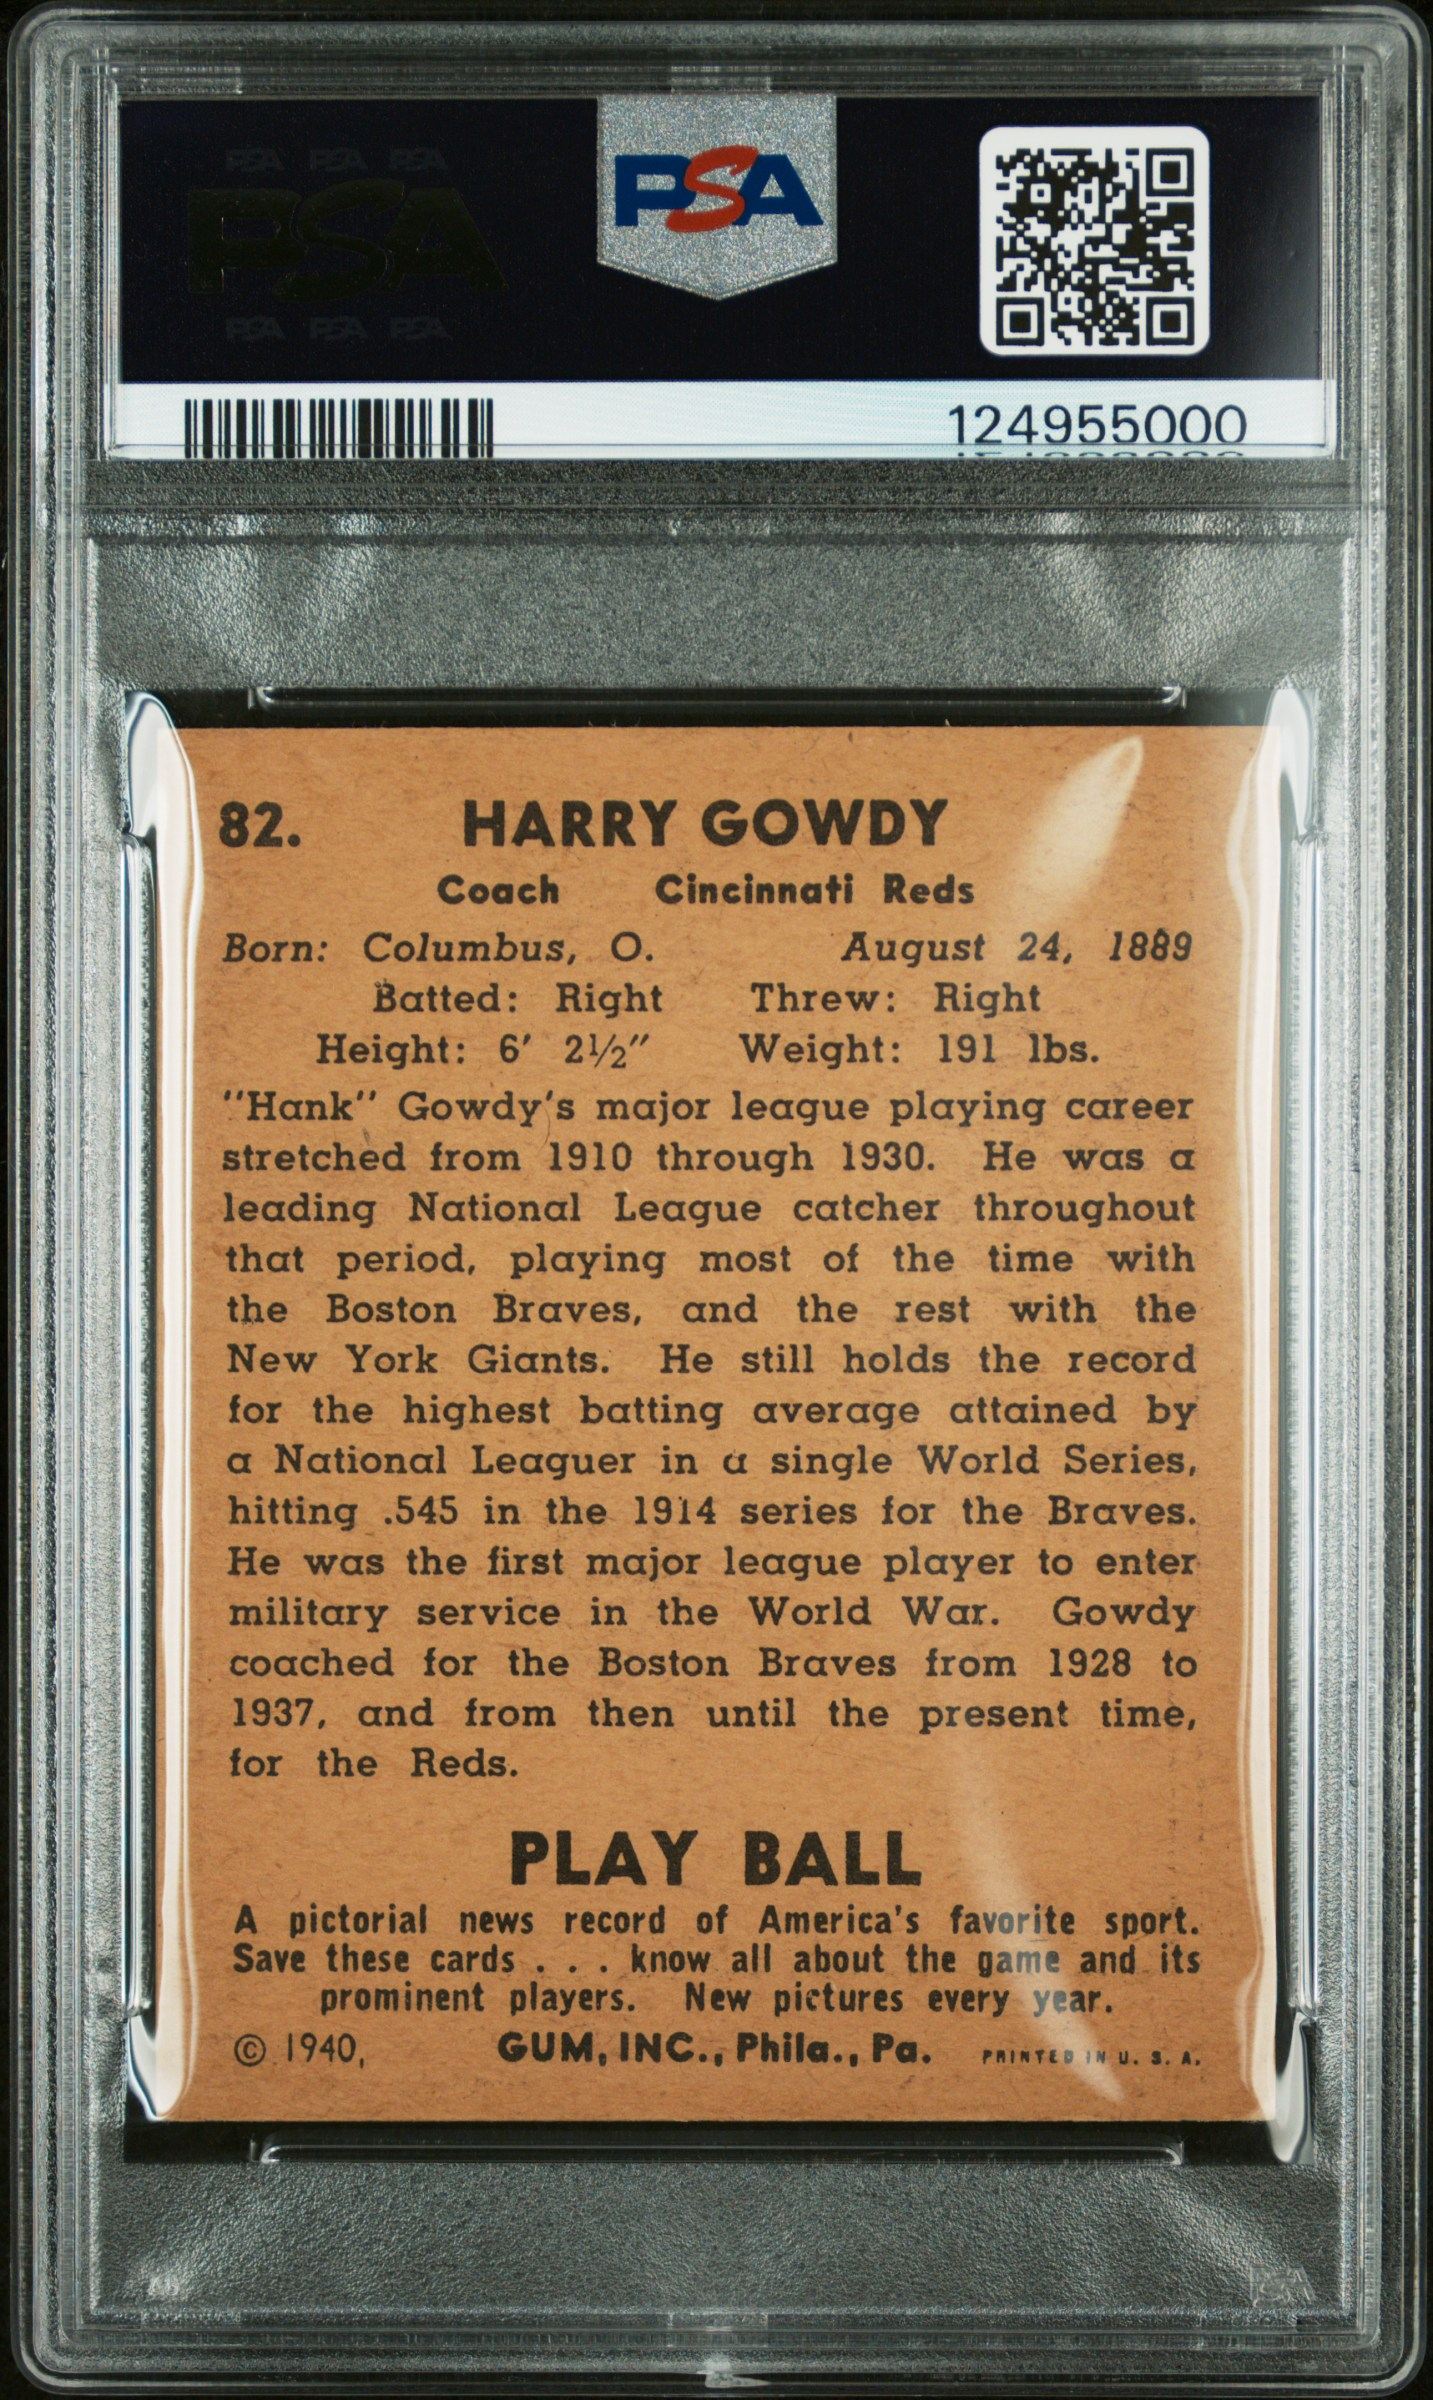 PSA PSA PSA
PSA
PSA PSA PSA
PSA
124955000
82. HARRY GOWDY
Coach Cincinnati Reds
Born: Columbus, O. August 24, 1889
Batted: Right Threw: Right
Height: 6' 2½" Weight: 191 lbs.
"Hank" Gowdy's major league playing career
stretched from 1910 through 1930. He was a
leading National League catcher throughout
that period, playing most of the time with
the Boston Braves, and the rest with the
New York Giants. He still holds the record
for the highest batting average attained by
a National Leaguer in a single World Series,
hitting .545 in the 1914 series for the Braves.
He was the first major league player to enter
military service in the World War. Gowdy
coached for the Boston Braves from 1928 to
1937, and from then until the present time,
for the Reds.
PLAY BALL
A pictorial news record of America's favorite sport.
Save these cards . . . know all about the game and its
prominent players. New pictures every year.
© 1940, GUM, INC., Phila., Pa. PRINTED IN U. S. A.
PSA